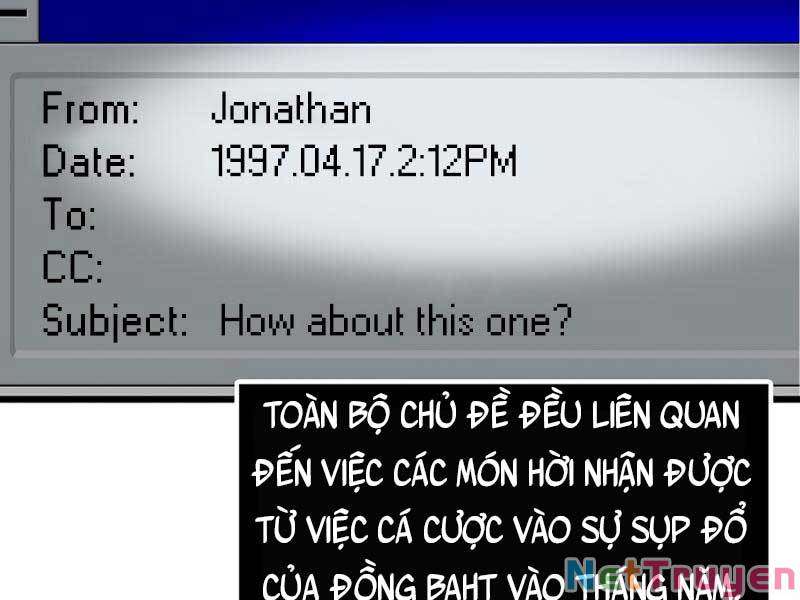 From: Jonathan
Date: 1997.04.17.2:12PM
To:
CC:
Subject: How about this one?
TOÀN BỘ CHỦ ĐỀ ĐỀU LIÊN QUAN
ĐẾN VIỆC CÁC MÓN HỜI NHẬN ĐƯỢC
TỪ VIỆC CÁ CƯỢC VÀO SỰ SỤP ĐỔ
CỦA ĐỒNG BAHT VÀO THÁNG NĂM.
NetTruyen